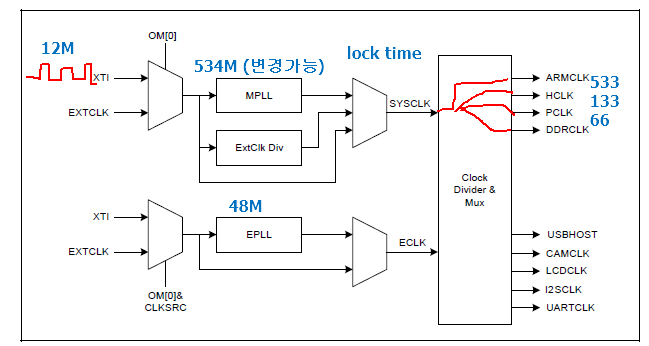 OM[0]
12M
534M (변경가능)
lock time
XTI
MPLL
EXTCLK
SYSCLK
ExtClk Div
ARMCLK 533
HCLK 133
PCLK 66
DDRCLK
Clock
Divider &
Mux
48M
XTI
EPLL
EXTCLK
ECLK
OM[0]&
CLKSRC
USBHOST
CAMCLK
LCDCLK
I2SCLK
UARTCLK